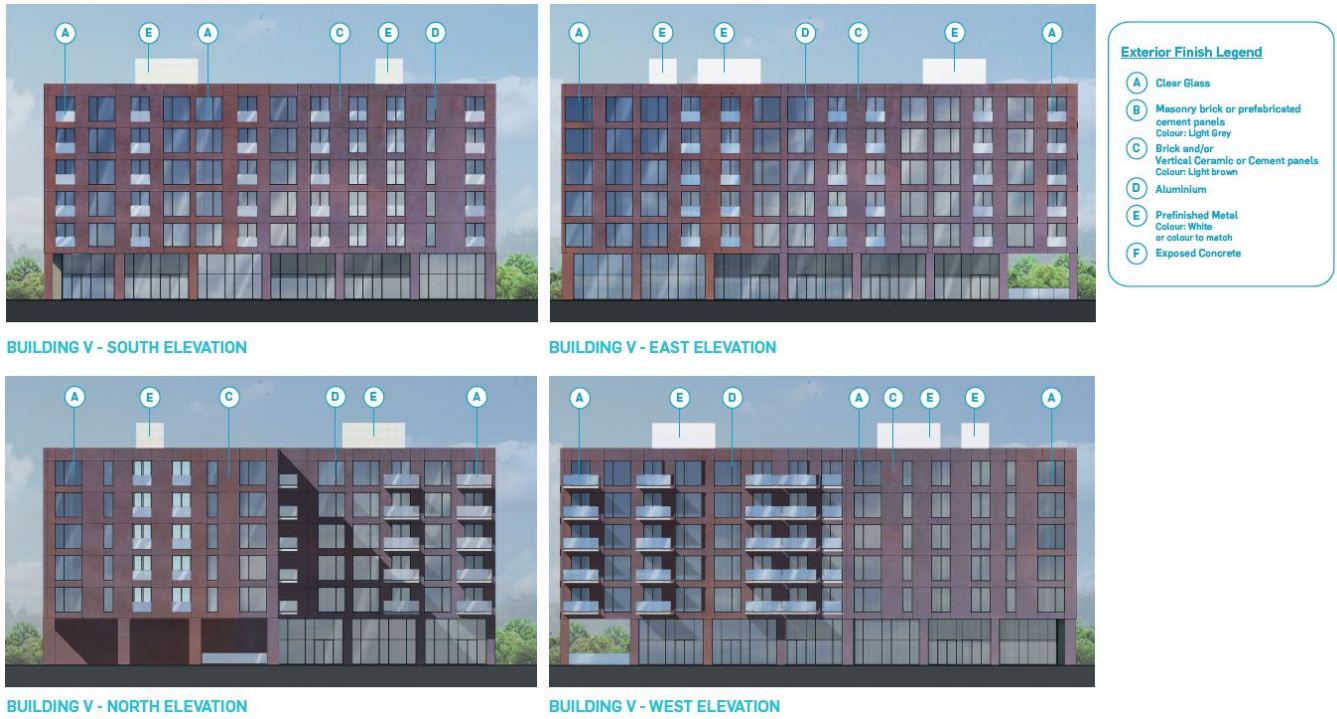 A E A C E D
A E E D C E A
Exterior Finish Legend
A Clear Glass
B Masonry brick or prefabricated
cement panels
Colour: Light Grey
C Brick and/or
Vertical Ceramic or Cement panels
Colour: Light brown
D Aluminium
E Prefinished Metal
Colour: White
or colour to match
F Exposed Concrete
BUILDING V - SOUTH ELEVATION
BUILDING V - EAST ELEVATION
A E C D E A
A E D A C E E A
BUILDING V - NORTH ELEVATION
BUILDING V - WEST ELEVATION